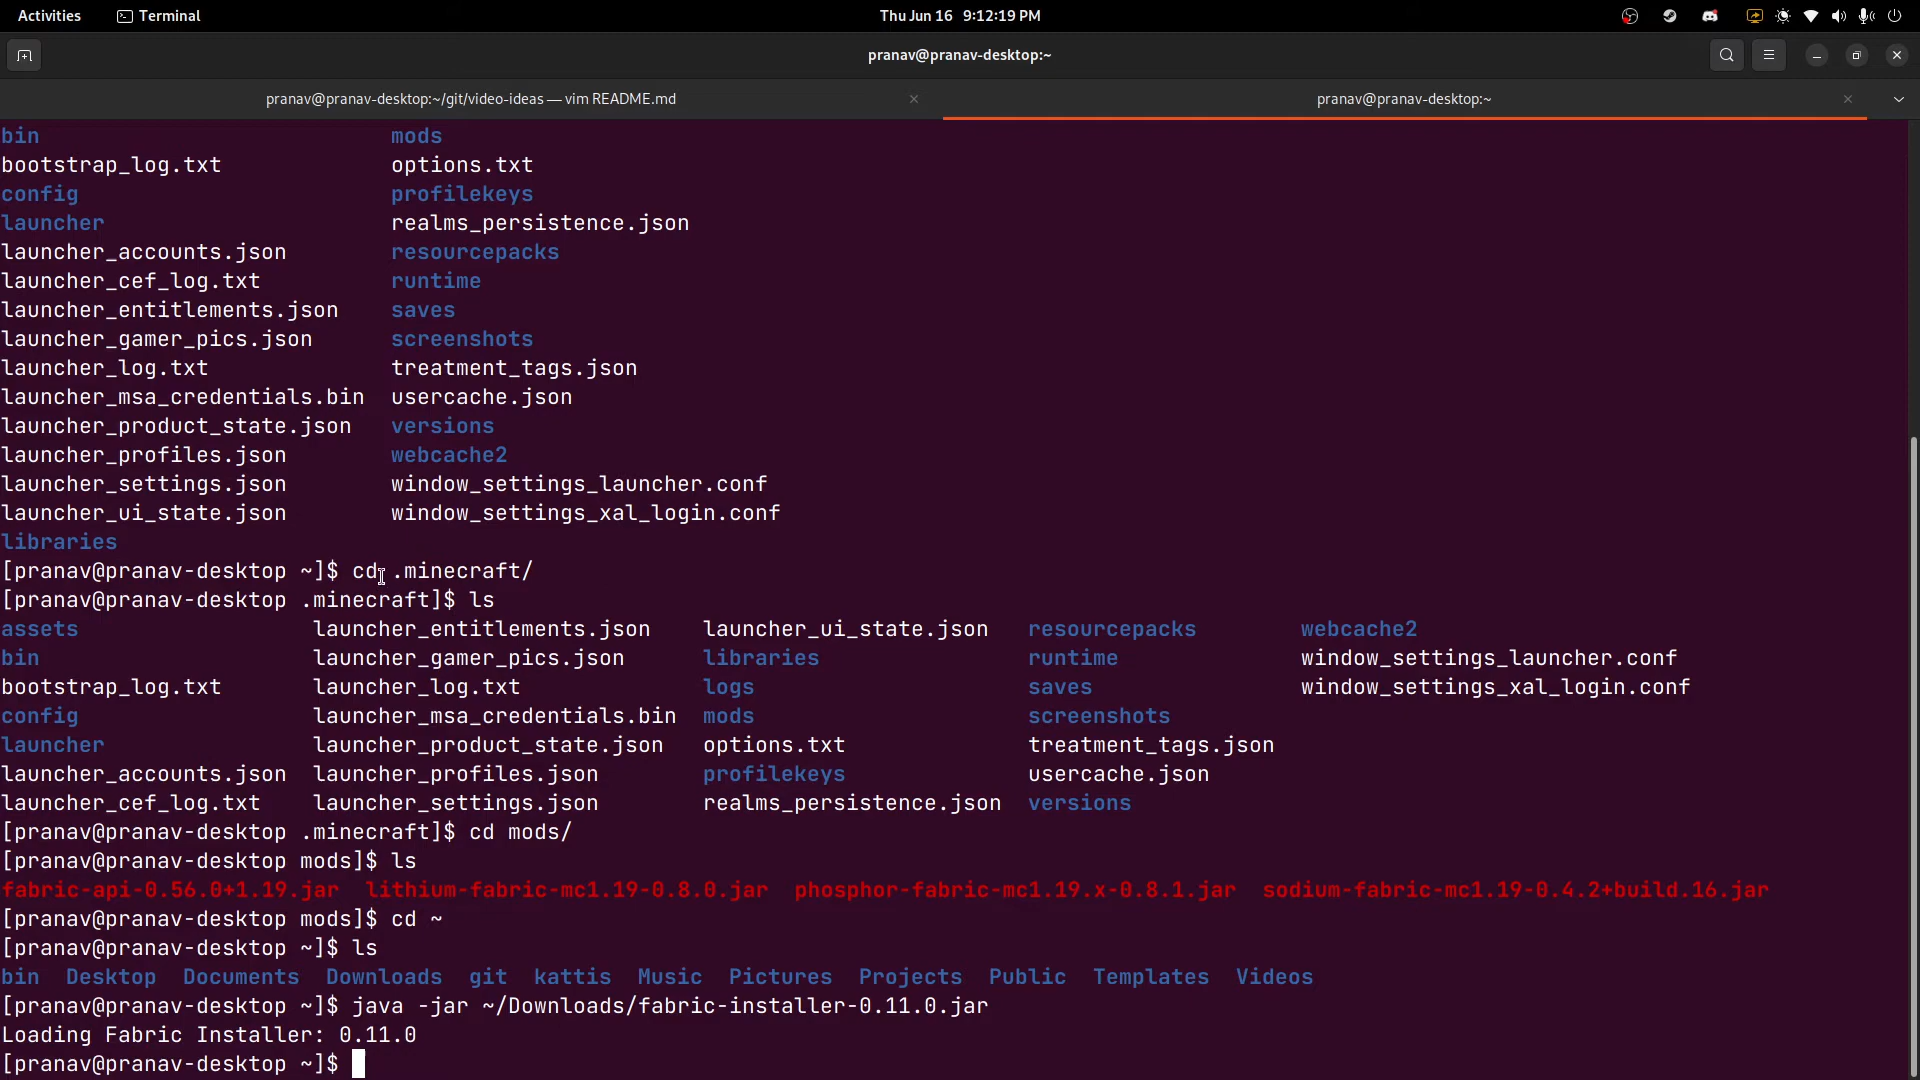 Activities Terminal Thu Jun 16 9:12:19 PM
pranav@pranav-desktop:~
pranav@pranav-desktop:~/git/video-ideas — vim README.md pranav@pranav-desktop:~
bin mods
bootstrap_log.txt options.txt
config profilekeys
launcher realms_persistence.json
launcher_accounts.json resourcepacks
launcher_cef_log.txt runtime
launcher_entitlements.json saves
launcher_gamer_pics.json screenshots
launcher_log.txt treatment_tags.json
launcher_msa_credentials.bin usercache.json
launcher_product_state.json versions
launcher_profiles.json webcache2
launcher_settings.json window_settings_launcher.conf
launcher_ui_state.json window_settings_xal_login.conf
libraries
[pranav@pranav-desktop ~]$ cd .minecraft/
[pranav@pranav-desktop .minecraft]$ ls
assets launcher_entitlements.json launcher_ui_state.json resourcepacks webcache2
bin launcher_gamer_pics.json libraries runtime window_settings_launcher.conf
bootstrap_log.txt launcher_log.txt logs saves window_settings_xal_login.conf
config launcher_msa_credentials.bin mods screenshots
launcher launcher_product_state.json options.txt treatment_tags.json
launcher_accounts.json launcher_profiles.json profilekeys usercache.json
launcher_cef_log.txt launcher_settings.json realms_persistence.json versions
[pranav@pranav-desktop .minecraft]$ cd mods/
[pranav@pranav-desktop mods]$ ls
fabric-api-0.56.0+1.19.jar lithium-fabric-mc1.19-0.8.0.jar phosphor-fabric-mc1.19.x-0.8.1.jar sodium-fabric-mc1.19-0.4.2+build.16.jar
[pranav@pranav-desktop mods]$ cd ~
[pranav@pranav-desktop ~]$ ls
bin Desktop Documents Downloads git kattis Music Pictures Projects Public Templates Videos
[pranav@pranav-desktop ~]$ java -jar ~/Downloads/fabric-installer-0.11.0.jar
Loading Fabric Installer: 0.11.0
[pranav@pranav-desktop ~]$